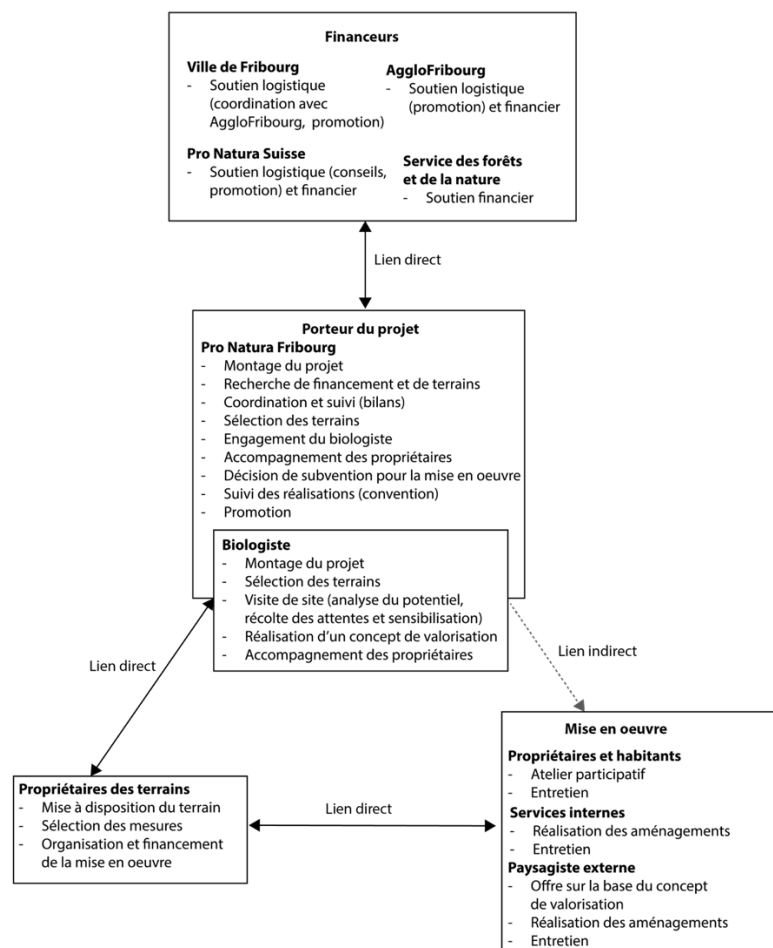 Financeurs
Ville de Fribourg
- Soutien logistique
(coordination avec
AggloFribourg, promotion)
AggloFribourg
- Soutien logistique
(promotion) et financier
Pro Natura Suisse
- Soutien logistique (conseils,
promotion) et financier
Service des forêts
et de la nature
- Soutien financier
Lien direct
Porteur du projet
Pro Natura Fribourg
- Montage du projet
- Recherche de financement et de terrains
- Coordination et suivi (bilans)
- Sélection des terrains
- Engagement du biologiste
- Accompagnement des propriétaires
- Décision de subvention pour la mise en oeuvre
- Suivi des réalisations (convention)
- Promotion
Biologiste
- Montage du projet
- Sélection des terrains
- Visite de site (analyse du potentiel,
récolte des attentes et sensibilisation)
- Réalisation d'un concept de valorisation
- Accompagnement des propriétaires
Lien direct
Lien indirect
Propriétaires des terrains
- Mise à disposition du terrain
- Sélection des mesures
- Organisation et financement
de la mise en oeuvre
Lien direct
Mise en oeuvre
Propriétaires et habitants
- Atelier participatif
- Entretien
Services internes
- Réalisation des aménagements
- Entretien
Paysagiste externe
- Offre sur la base du concept
de valorisation
- Réalisation des aménagements
- Entretien